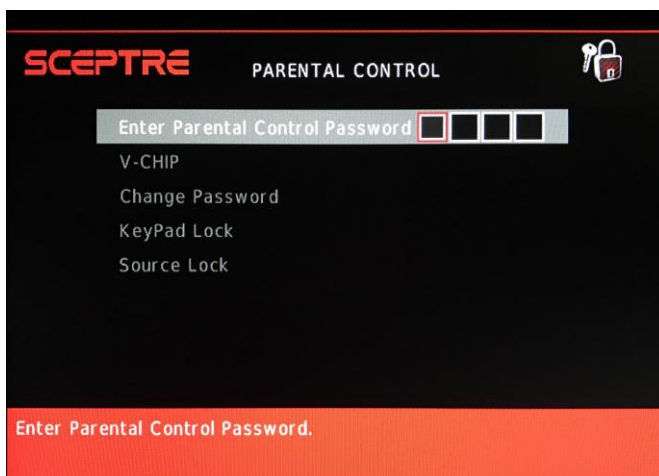 SCEPTRE PARENTAL CONTROL
Enter Parental Control Password
V-CHIP
Change Password
KeyPad Lock
Source Lock
Enter Parental Control Password.